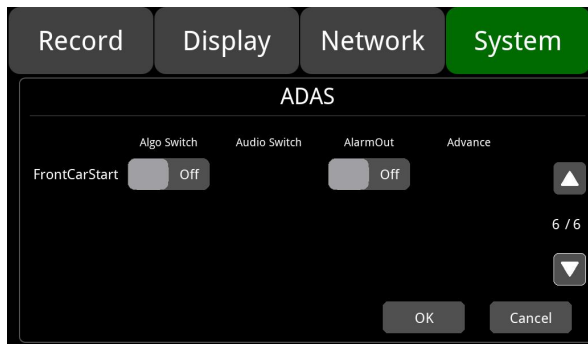 Record Display Network System
ADAS
Algo Switch Audio Switch AlarmOut Advance
FrontCarStart Off Off
6 / 6
OK Cancel